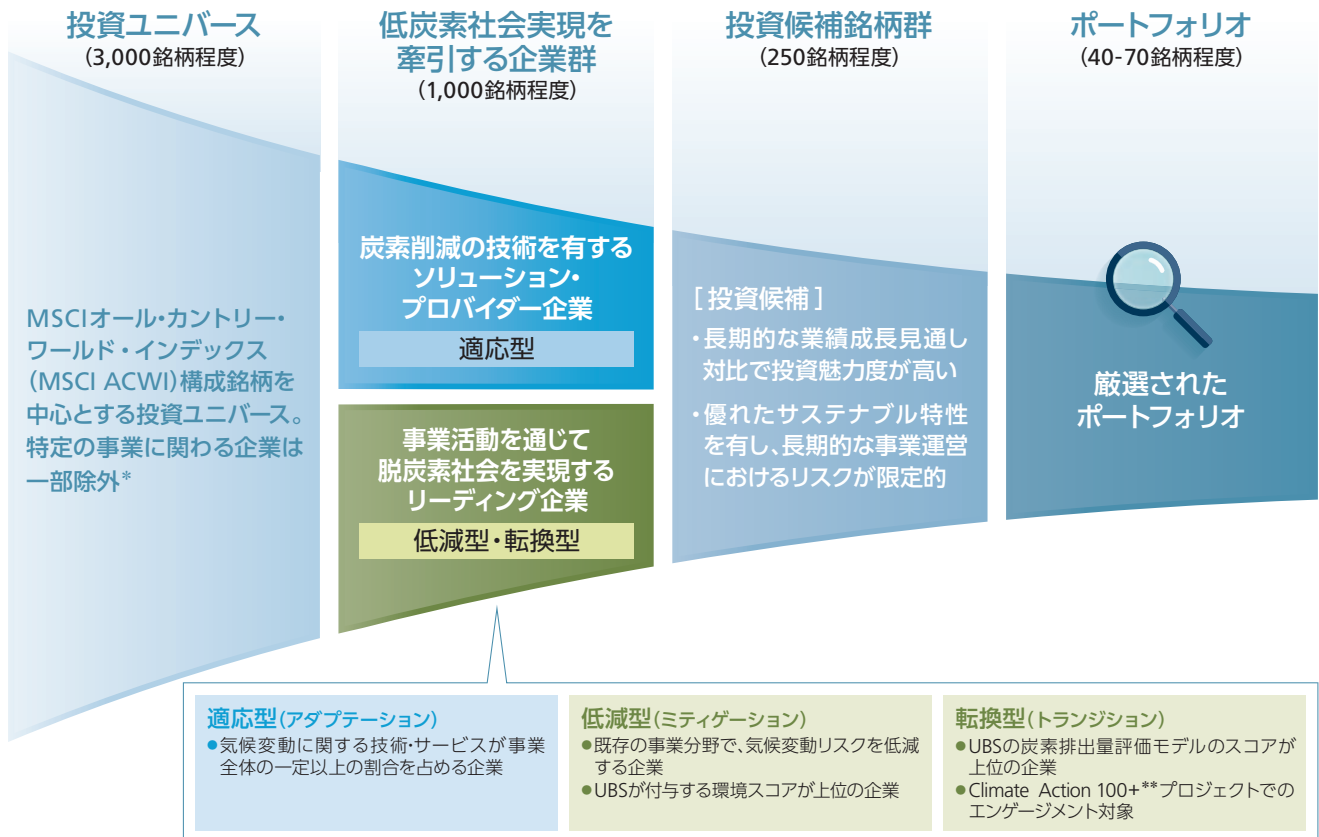 投資ユニバース
(3,000銘柄程度)
MSCIオール・カントリー・
ワールド・インデックス
(MSCI ACWI)構成銘柄を
中心とする投資ユニバース。
特定の事業に関わる企業は
一部除外*
低炭素社会実現を
牽引する企業群
(1,000銘柄程度)
炭素削減の技術を有する
ソリューション・
プロバイダー企業
適応型
事業活動を通じて
脱炭素社会を実現する
リーディング企業
低減型・転換型
投資候補銘柄群
(250銘柄程度)
[投資候補]
・長期的な業績成長見通し
対比で投資魅力度が高い
・優れたサステナブル特性
を有し、長期的な事業運営
におけるリスクが限定的
ポートフォリオ
(40-70銘柄程度)
厳選された
ポートフォリオ
適応型(アダプテーション)
●気候変動に関する技術・サービスが事業
全体の一定以上の割合を占める企業
低減型(ミティゲーション)
●既存の事業分野で、気候変動リスクを低減
する企業
●UBSが付与する環境スコアが上位の企業
転換型(トランジション)
●UBSの炭素排出量評価モデルのスコアが
上位の企業
●Climate Action 100+**プロジェクトでの
エンゲージメント対象